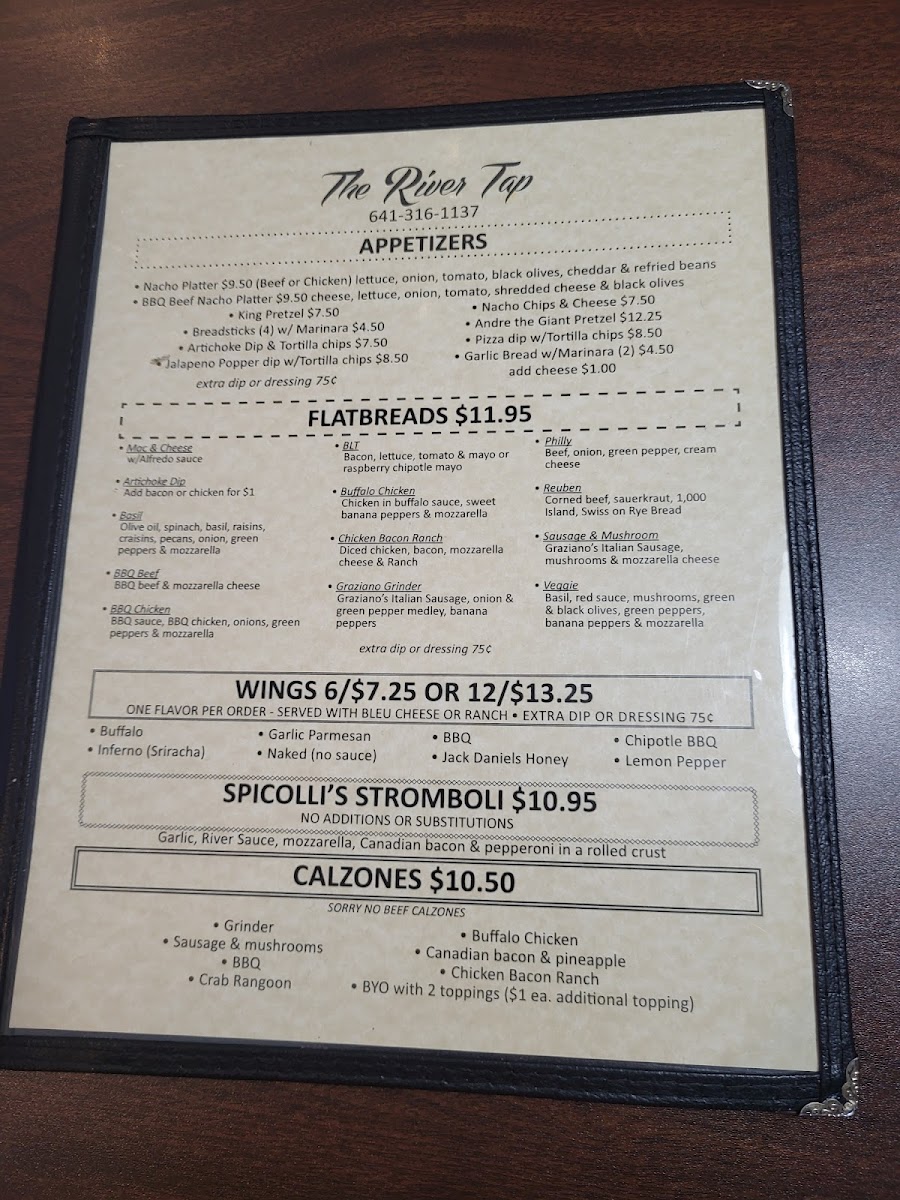 The River Tap
641-316-1137
APPETIZERS
• Nacho Platter $9.50 (Beef or Chicken) lettuce, onion, tomato, black olives, cheddar & refried beans
• BBQ Beef Nacho Platter $9.50 cheese, lettuce, onion, tomato, shredded cheese & black olives
• King Pretzel $7.50
• Breadsticks (4) w/ Marinara $4.50
• Artichoke Dip & Tortilla chips $7.50
• Jalapeno Popper dip w/Tortilla chips $8.50
extra dip or dressing 75¢
• Nacho Chips & Cheese $7.50
• Andre the Giant Pretzel $12.25
• Pizza dip w/Tortilla chips $8.50
• Garlic Bread w/Marinara (2) $4.50
add cheese $1.00
FLATBREADS $11.95
• Mac & Cheese
w/Alfredo sauce
• Artichoke Dip
Add bacon or chicken for $1
• Basil
Olive oil, spinach, basil, raisins,
craisins, pecans, onion, green
peppers & mozzarella
• BBQ Beef
BBQ beef & mozzarella cheese
• BBQ Chicken
BBQ sauce, BBQ chicken, onions, green
peppers & mozzarella
• BLT
Bacon, lettuce, tomato & mayo or
raspberry chipotle mayo
• Buffalo Chicken
Chicken in buffalo sauce, sweet
banana peppers & mozzarella
• Chicken Bacon Ranch
Diced chicken, bacon, mozzarella
cheese & Ranch
• Graziano Grinder
Graziano's Italian Sausage, onion &
green pepper medley, banana
peppers
• Philly
Beef, onion, green pepper, cream
cheese
• Reuben
Corned beef, sauerkraut, 1,000
Island, Swiss on Rye Bread
• Sausage & Mushroom
Graziano's Italian Sausage,
mushrooms & mozzarella cheese
• Veggie
Basil, red sauce, mushrooms, green
& black olives, green peppers,
banana peppers & mozzarella
extra dip or dressing 75¢
WINGS 6/$7.25 OR 12/$13.25
ONE FLAVOR PER ORDER - SERVED WITH BLEU CHEESE OR RANCH • EXTRA DIP OR DRESSING 75¢
• Buffalo
• Inferno (Sriracha)
• Garlic Parmesan
• Naked (no sauce)
• BBQ
• Jack Daniels Honey
• Chipotle BBQ
• Lemon Pepper
SPICOLLI'S STROMBOLI $10.95
NO ADDITIONS OR SUBSTITUTIONS
Garlic, River Sauce, mozzarella, Canadian bacon & pepperoni in a rolled crust
CALZONES $10.50
SORRY NO BEEF CALZONES
• Grinder
• Sausage & mushrooms
• BBQ
• Crab Rangoon
• Buffalo Chicken
• Canadian bacon & pineapple
• Chicken Bacon Ranch
• BYO with 2 toppings ($1 ea. additional topping)